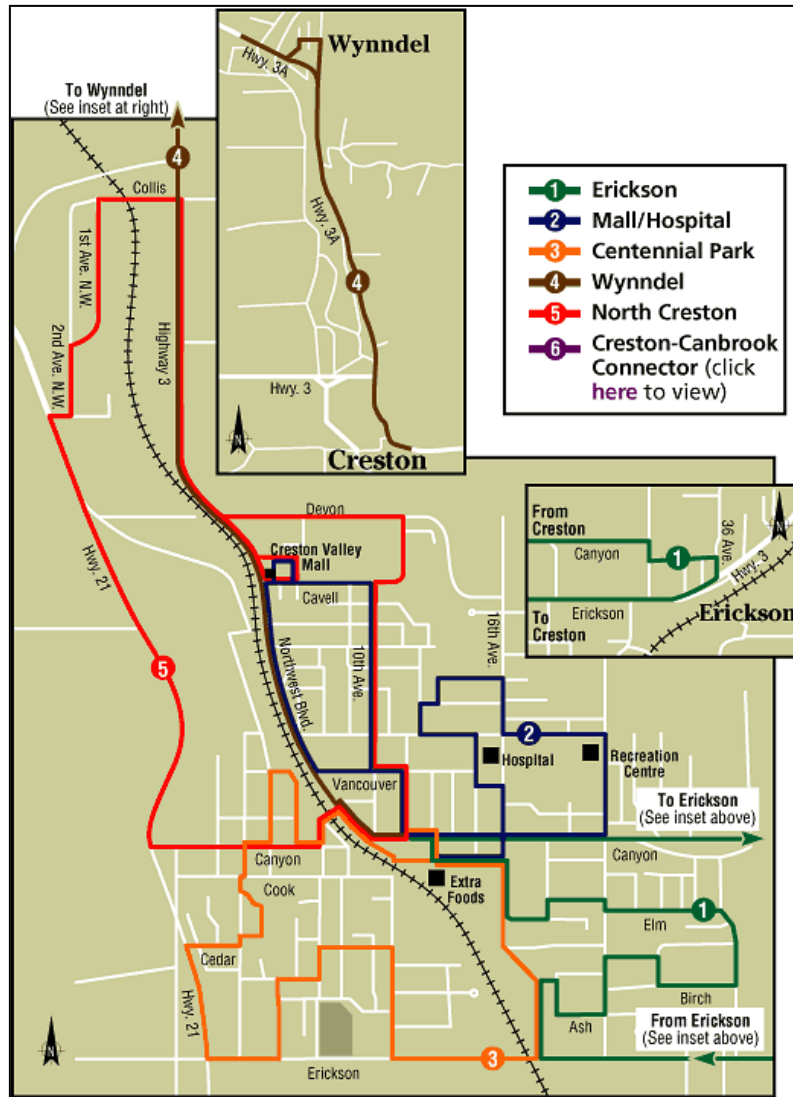 Wynndel
Hwy. 3A
To Wynndel
(See inset at right)
4
Collis
1st Ave. N.W.
2nd Ave. N.W.
Highway 3
Hwy. 3A
4
Hwy. 3
N
Creston
1 Erickson
2 Mall/Hospital
3 Centennial Park
4 Wynndel
5 North Creston
6 Creston-Canbrook
Connector (click
here to view)
Devon
Creston Valley
Mall
Cavell
Hwy. 21
Northwest Blvd.
10th Ave.
16th Ave.
From
Creston
Canyon
1
36 Ave.
N
Hwy. 3
Erickson
Erickson
To
Creston
5
2
Hospital
Recreation
Centre
Vancouver
To Erickson
(See inset above)
Canyon
Canyon
Cook
Extra
Foods
1
Elm
Cedar
Hwy. 21
Birch
Ash
From Erickson
(See inset above)
N
3
Erickson